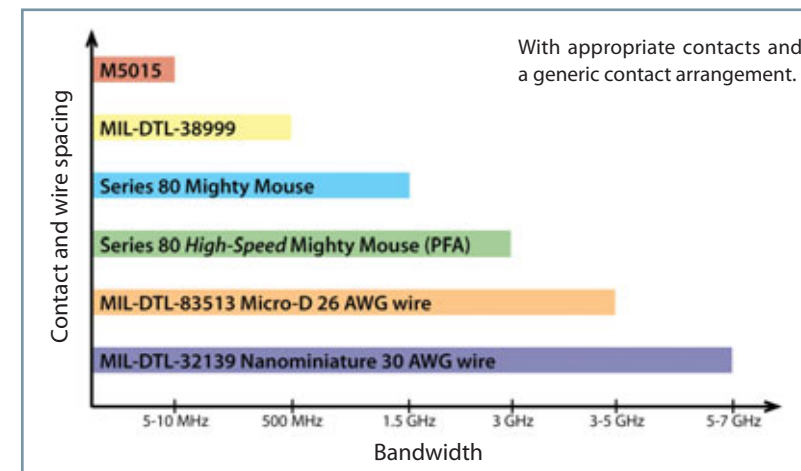 With appropriate contacts and
a generic contact arrangement.
Contact and wire spacing
M5015
MIL-DTL-38999
Series 80 Mighty Mouse
Series 80 High-Speed Mighty Mouse (PFA)
MIL-DTL-83513 Micro-D 26 AWG wire
MIL-DTL-32139 Nanominiature 30 AWG wire
5-10 MHz 500 MHz 1.5 GHz 3 GHz 3-5 GHz 5-7 GHz
Bandwidth